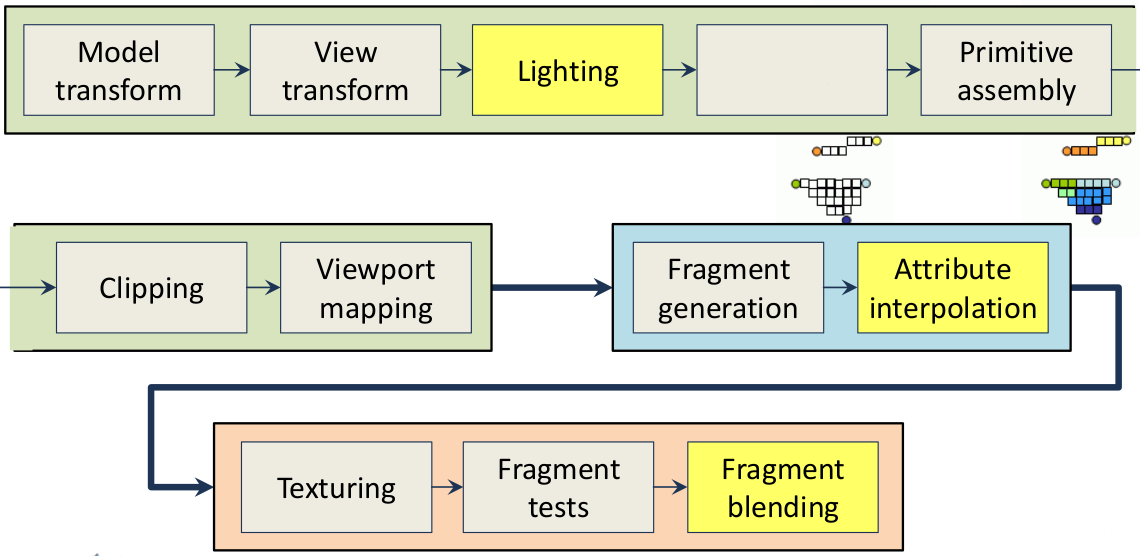 Model
transform
View
transform
Lighting
Primitive
assembly
Clipping
Viewport
mapping
Fragment
generation
Attribute
interpolation
Texturing
Fragment
tests
Fragment
blending